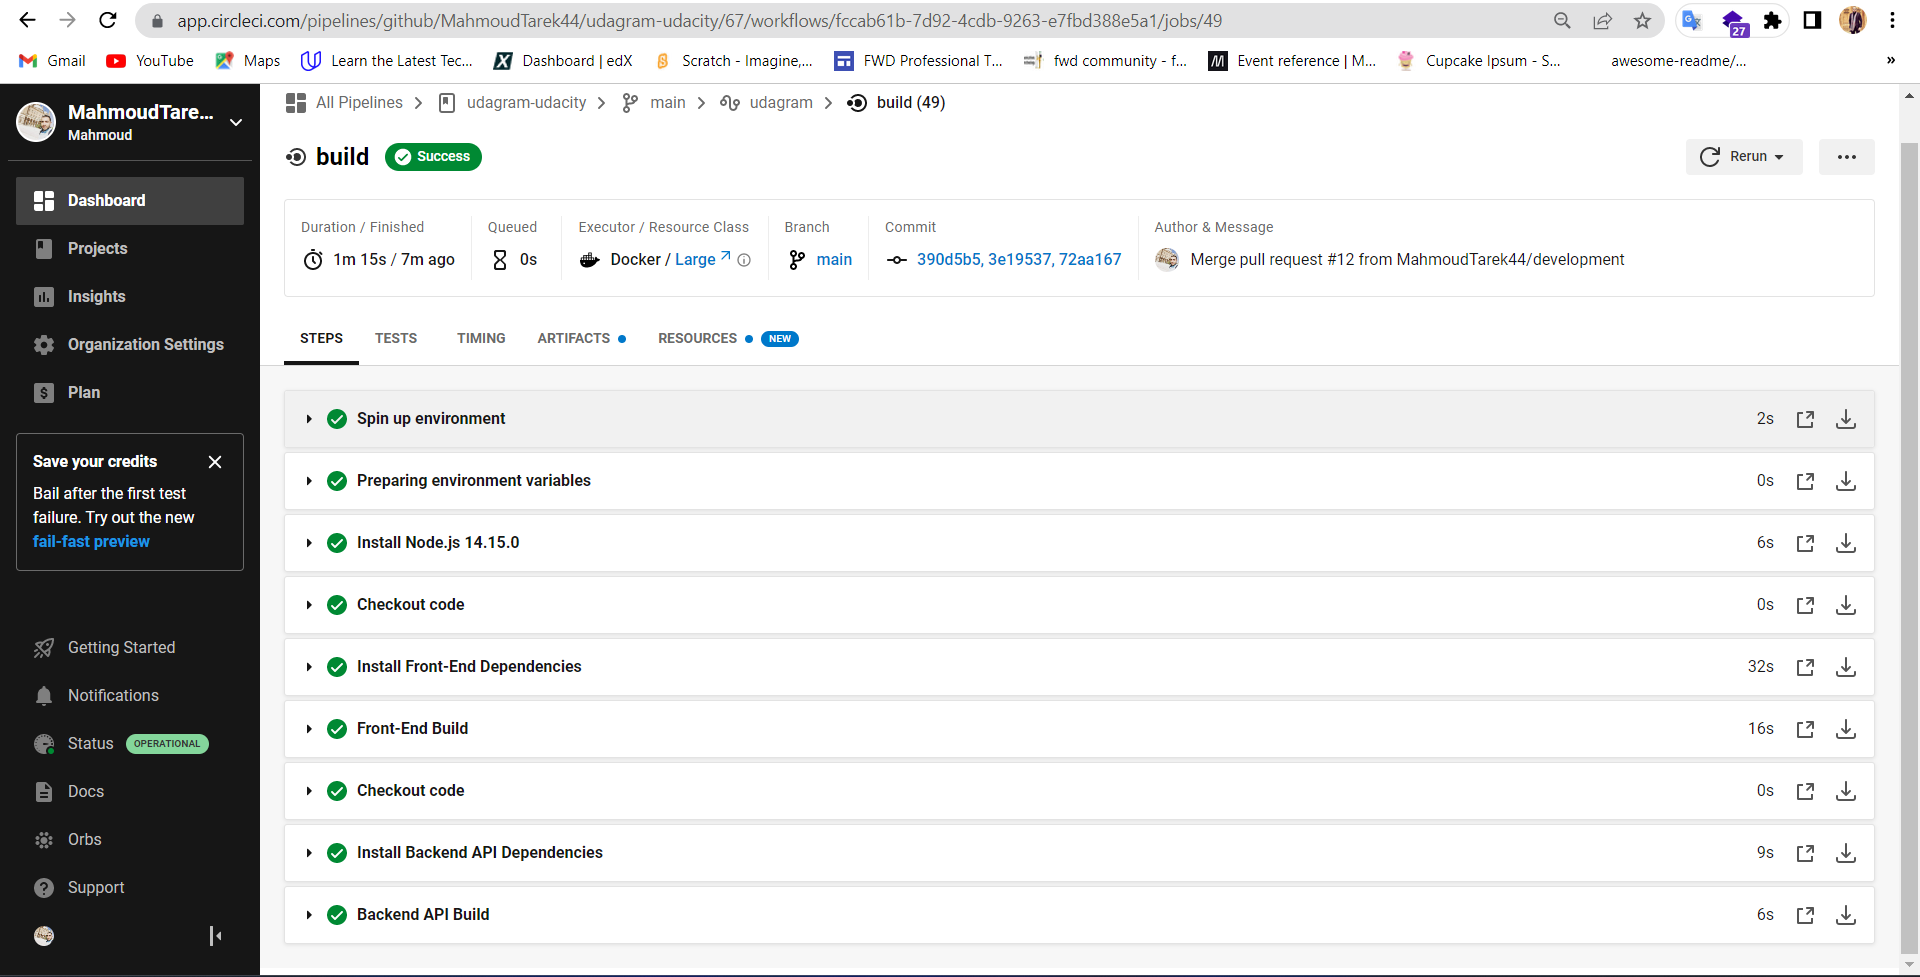 app.circleci.com/pipelines/github/MahmoudTarek44/udagram-udacity/67/workflows/fccab61b-7d92-4cdb-9263-e7fbd388e5a1/jobs/49
27
Gmail YouTube Maps Learn the Latest Tec... Dashboard | edX Scratch - Imagine,... FWD Professional T... fwd community - f... Event reference | M... Cupcake Ipsum - S... awesome-readme/... »
MahmoudTare...
Mahmoud
Dashboard
Projects
Insights
Organization Settings
Plan
Save your credits
Bail after the first test
failure. Try out the new
fail-fast preview
Getting Started
Notifications
Status OPERATIONAL
Docs
Orbs
Support
All Pipelines udagram-udacity main udagram build (49)
build Success Rerun
Duration / Finished Queued Executor / Resource Class Branch Commit Author & Message
1m 15s / 7m ago 0s Docker / Large main 390d5b5, 3e19537, 72aa167 Merge pull request #12 from MahmoudTarek44/development
STEPS TESTS TIMING ARTIFACTS RESOURCES NEW
Spin up environment 2s
Preparing environment variables 0s
Install Node.js 14.15.0 6s
Checkout code 0s
Install Front-End Dependencies 32s
Front-End Build 16s
Checkout code 0s
Install Backend API Dependencies 9s
Backend API Build 6s